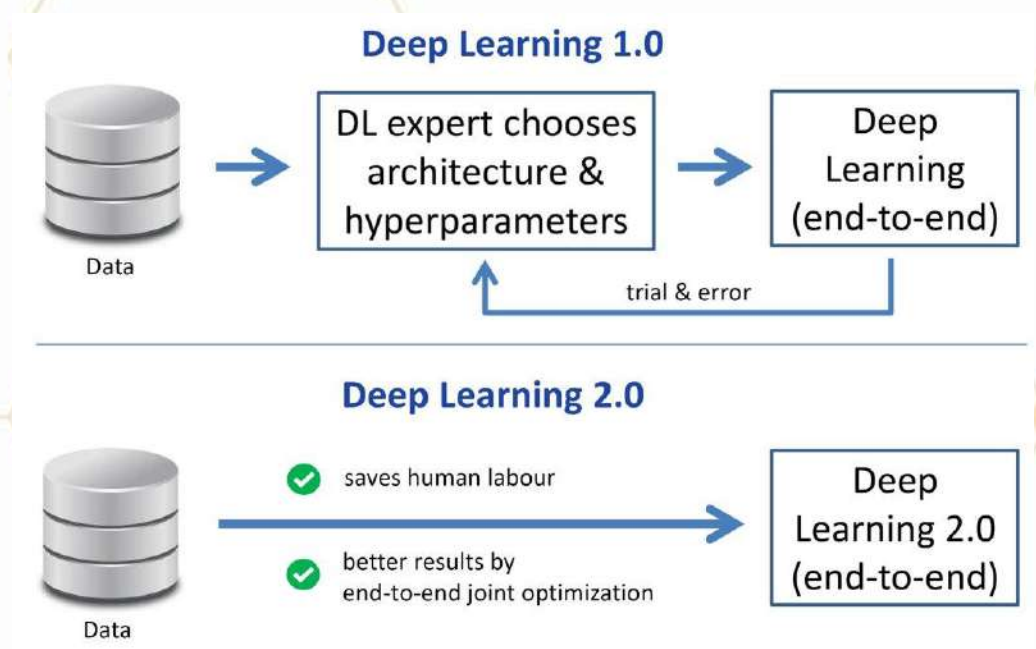 Deep Learning 1.0
Data
DL expert chooses
architecture &
hyperparameters
Deep
Learning
(end-to-end)
trial & error
Deep Learning 2.0
Data
saves human labour
better results by
end-to-end joint optimization
Deep
Learning 2.0
(end-to-end)